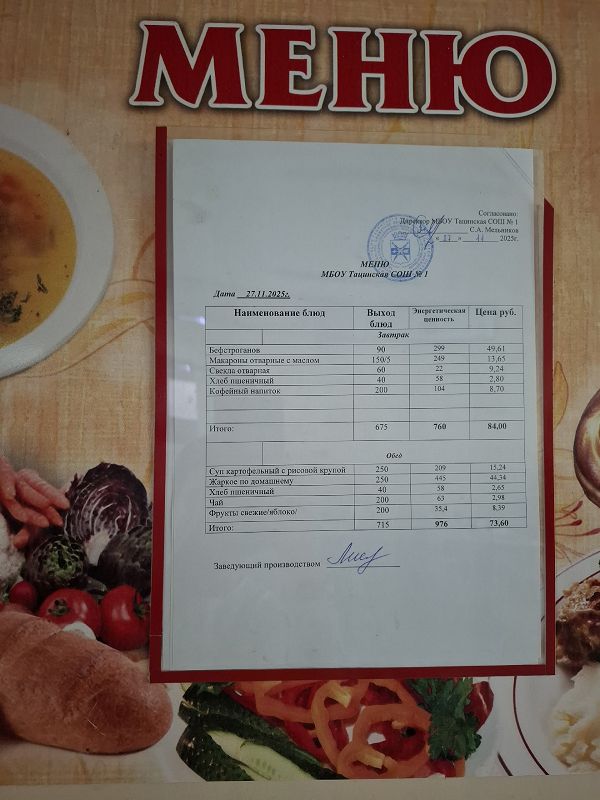 МЕНЮ
Согласовано:
Директор МБОУ Тацинская СОШ № 1
С.А. Мельников
« 27 » 11 2025г.
МЕНЮ
МБОУ Тацинская СОШ № 1
Дата 27.11.2025г.
Наименование блюд Выход блюд Энергетическая ценность Цена руб.
Завтрак
Бефстроганов 90 299 49,61
Макароны отварные с маслом 150/5 249 13,65
Свекла отварная 60 22 9,24
Хлеб пшеничный 40 58 2,80
Кофейный напиток 200 104 8,70
Итого: 675 760 84,00
Обед
Суп картофельный с рисовой крупой 250 209 15,24
Жаркое по домашнему 250 445 44,34
Хлеб пшеничный 40 58 2,65
Чай 200 63 2,98
Фрукты свежие/яблоко/ 200 35,4 8,39
Итого: 715 976 73,60
Заведующий производством